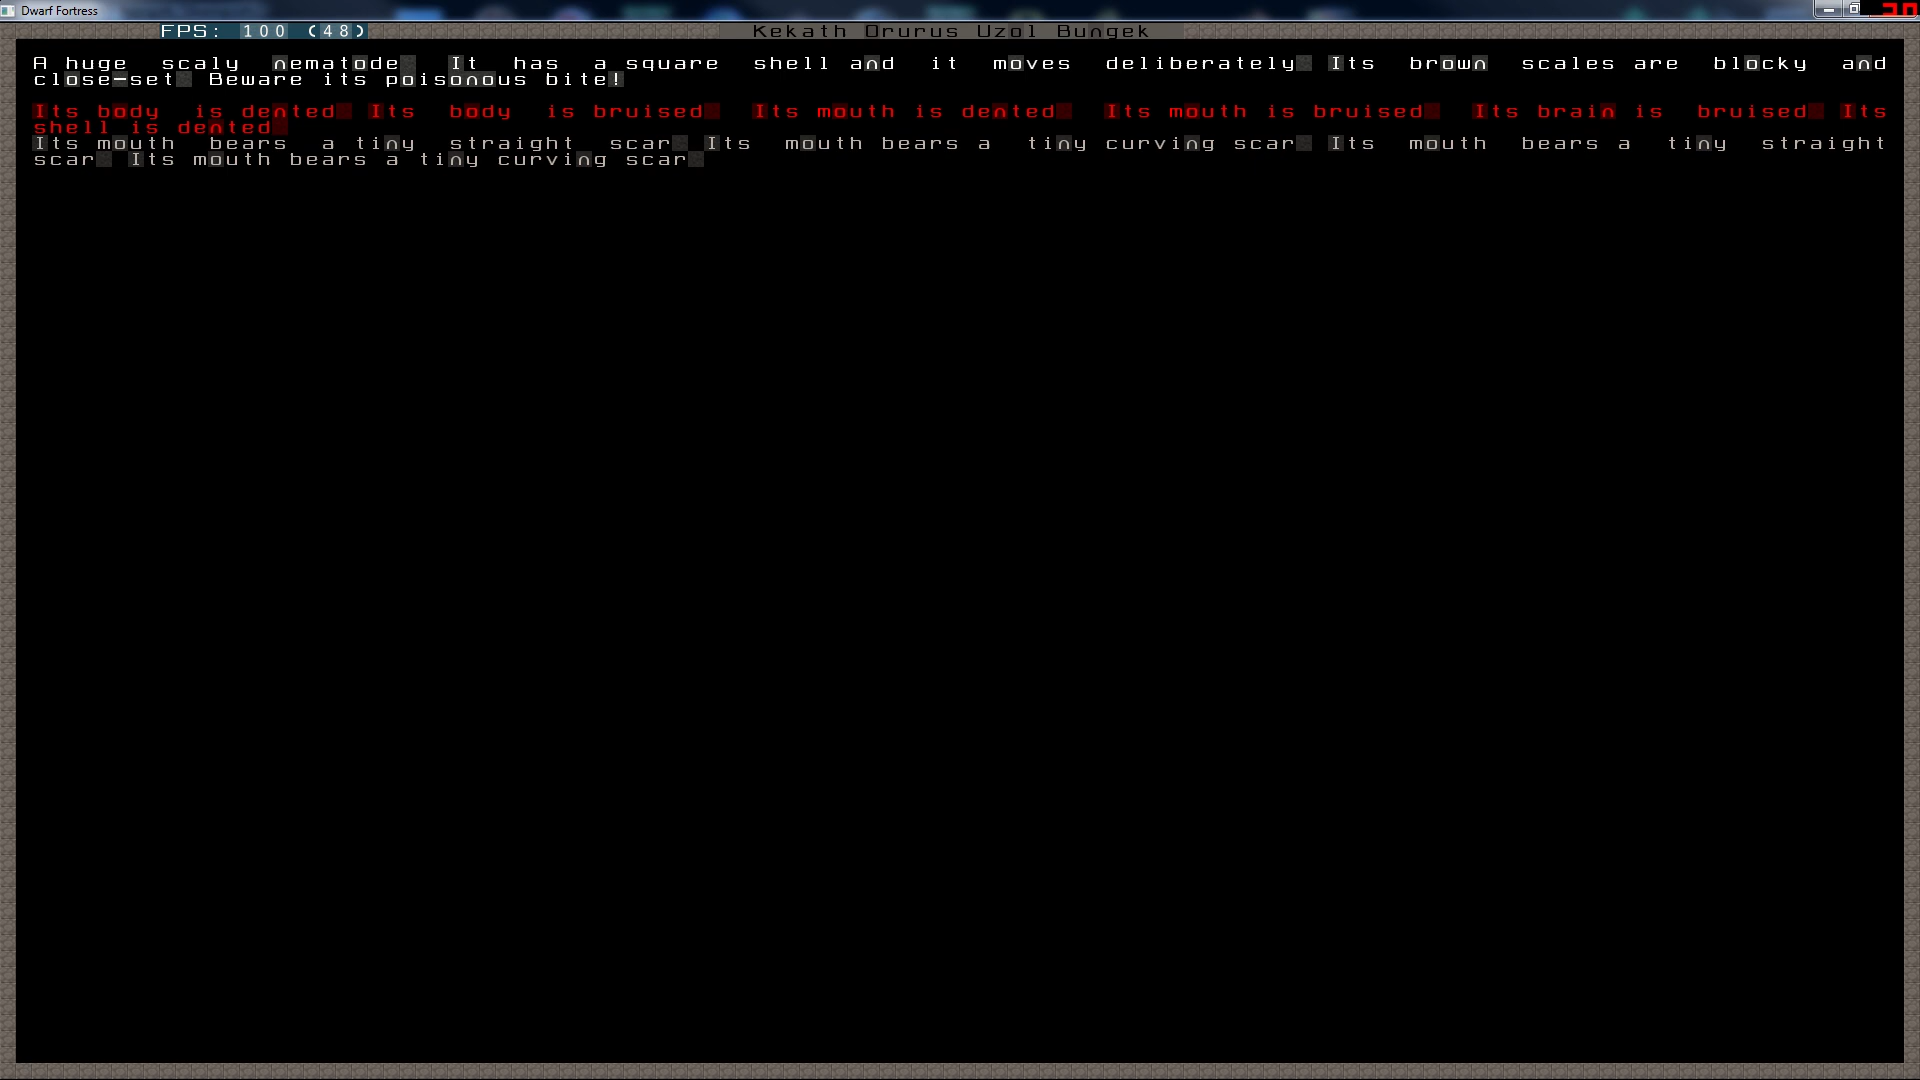 Dwarf Fortress
30
FPS: 100 (48)
Kekath Orurus Uzol Bungek
A huge scaly nematode. It has a square shell and it moves deliberately. Its brown scales are blocky and
close-set. Beware its poisonous bite!
Its body is dented. Its body is bruised. Its mouth is dented. Its mouth is bruised. Its brain is bruised. Its
shell is dented.
Its mouth bears a tiny straight scar. Its mouth bears a tiny curving scar. Its mouth bears a tiny straight
scar. Its mouth bears a tiny curving scar.